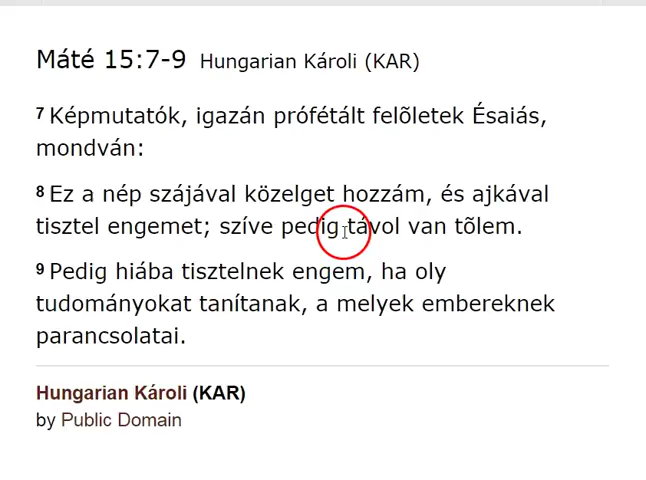 Máté 15:7-9 Hungarian Károli (KAR)
7 Képmutatók, igazán prófétált felõletek Ésaiás,
mondván:
8 Ez a nép szájával közelget hozzám, és ajkával
tisztel engemet; szíve pedig távol van tõlem.
9 Pedig hiába tisztelnek engem, ha oly
tudományokat tanítanak, a melyek embereknek
parancsolatai.
Hungarian Károli (KAR)
by Public Domain